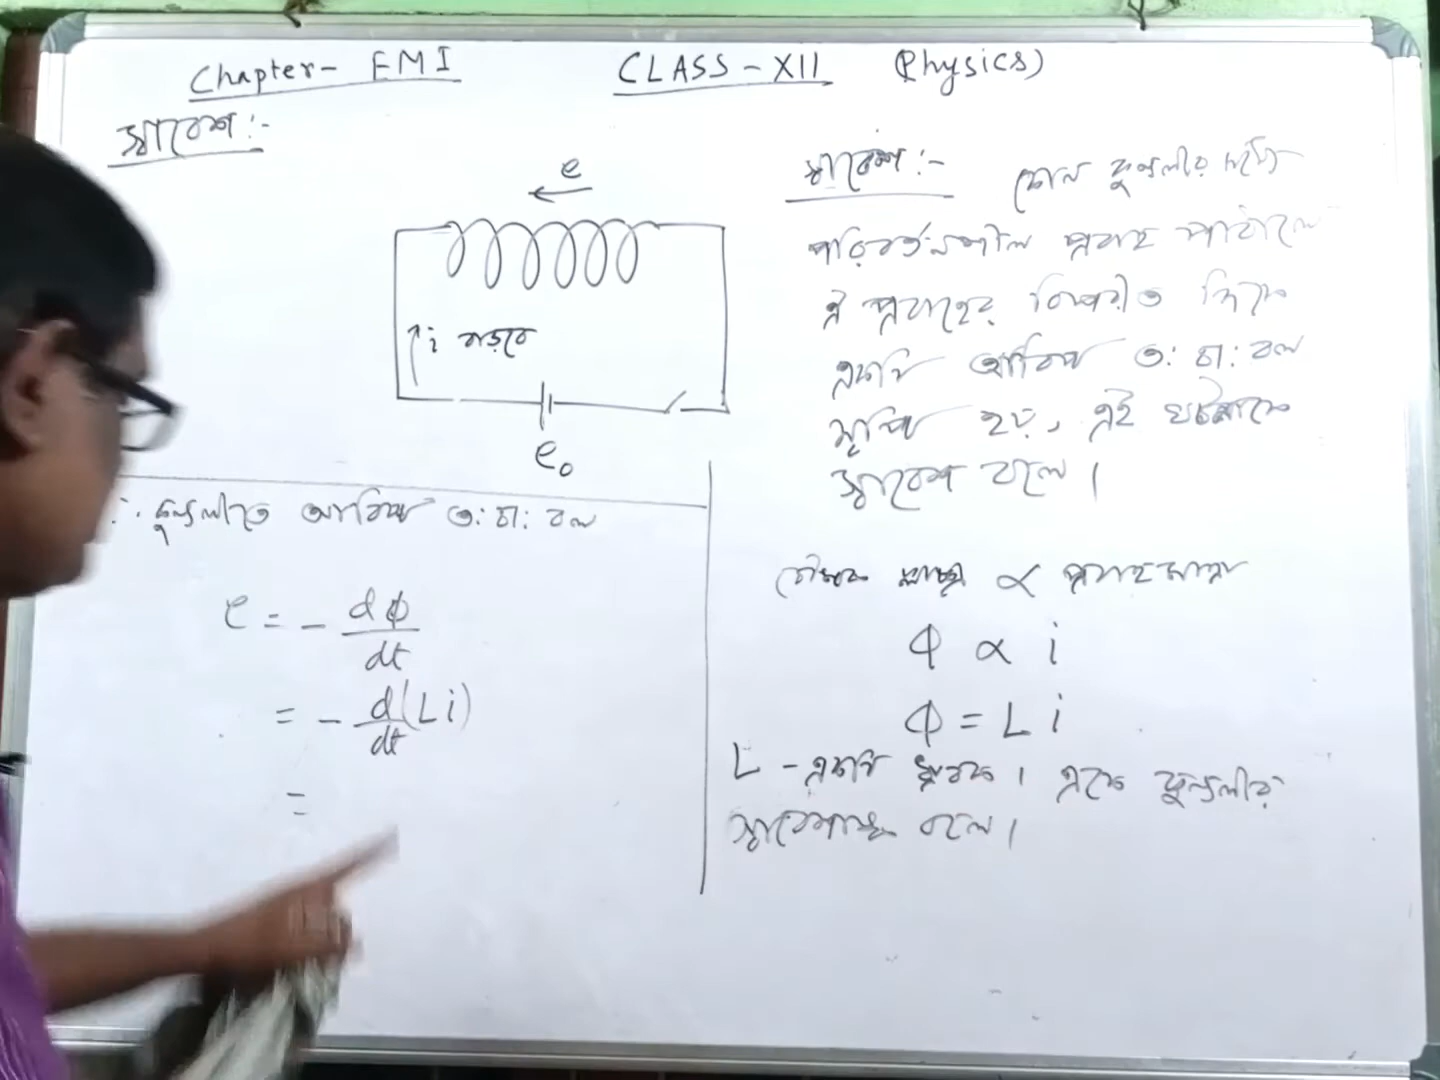 Chapter- EMI CLASS-XII (Physics)
স্বাবেশ :-
e
i বাড়বে
e₀
স্বাবেশ :- কোন কুন্ডলীর মধ্যে
পরিবর্তনশীল প্রবাহ পাঠালে
ঐ প্রবাহের বিপরীত দিকে
একটি আবিষ্ট ত: চা: বল
সৃষ্টি হয়, এই ঘটনাকে
স্বাবেশ বলে।
চৌম্বক ∝ প্রবাহমাত্রা
Φ ∝ i
Φ = L i
L - একটি ধ্রুবক। একে কুন্ডলীর
স্বাবেশাঙ্ক বলে।
∴ কুন্ডলীতে আবিষ্ট ত: চা: বল
e = - dϕ/dt
= - d/dt (Li)
=